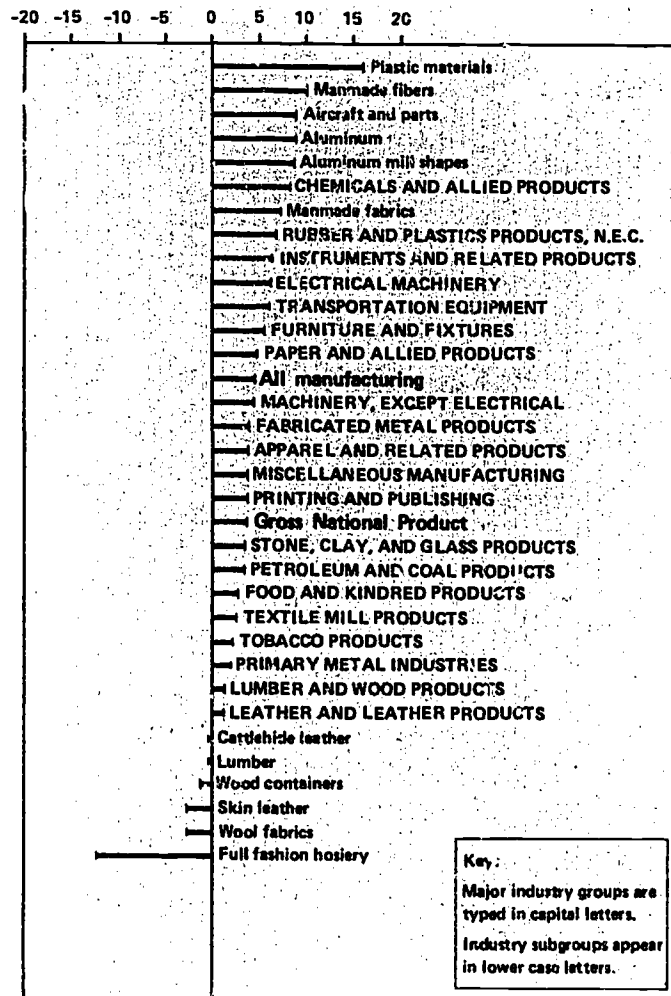 -20 -15 -10 -5 0 5 10 15 20
Plastic materials
Manmade fibers
Aircraft and parts
Aluminum
Aluminum mill shapes
CHEMICALS AND ALLIED PRODUCTS
Manmade fabrics
RUBBER AND PLASTICS PRODUCTS, N.E.C.
INSTRUMENTS AND RELATED PRODUCTS
ELECTRICAL MACHINERY
TRANSPORTATION EQUIPMENT
FURNITURE AND FIXTURES
PAPER AND ALLIED PRODUCTS
All manufacturing
MACHINERY, EXCEPT ELECTRICAL
FABRICATED METAL PRODUCTS
APPAREL AND RELATED PRODUCTS
MISCELLANEOUS MANUFACTURING
PRINTING AND PUBLISHING
Gross National Product
STONE, CLAY, AND GLASS PRODUCTS
PETROLEUM AND COAL PRODUCTS
FOOD AND KINDRED PRODUCTS
TEXTILE MILL PRODUCTS
TOBACCO PRODUCTS
PRIMARY METAL INDUSTRIES
LUMBER AND WOOD PRODUCTS
LEATHER AND LEATHER PRODUCTS
Cattlehide leather
Lumber
Wood containers
Skin leather
Wool fabrics
Full fashion hosiery
Key:
Major industry groups are
typed in capital letters.
Industry subgroups appear
in lower case letters.